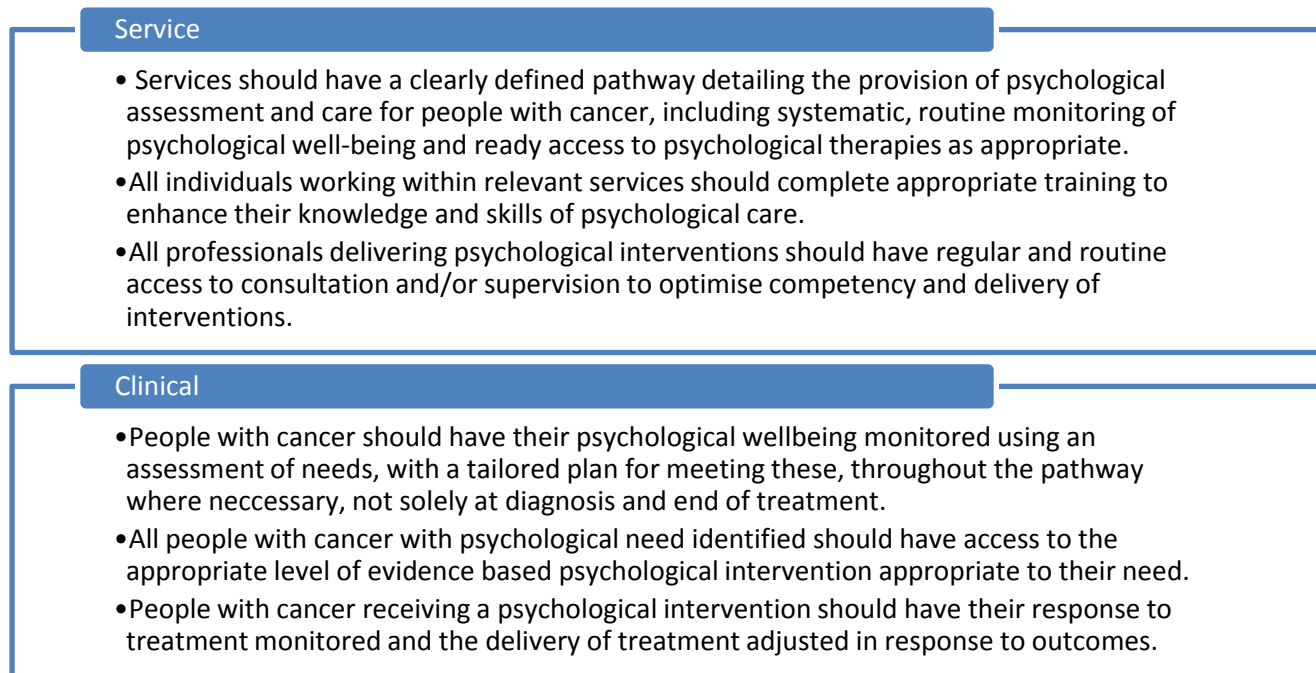 Service
• Services should have a clearly defined pathway detailing the provision of psychological
assessment and care for people with cancer, including systematic, routine monitoring of
psychological well-being and ready access to psychological therapies as appropriate.
•All individuals working within relevant services should complete appropriate training to
enhance their knowledge and skills of psychological care.
•All professionals delivering psychological interventions should have regular and routine
access to consultation and/or supervision to optimise competency and delivery of
interventions.
Clinical
•People with cancer should have their psychological wellbeing monitored using an
assessment of needs, with a tailored plan for meeting these, throughout the pathway
where neccessary, not solely at diagnosis and end of treatment.
•All people with cancer with psychological need identified should have access to the
appropriate level of evidence based psychological intervention appropriate to their need.
•People with cancer receiving a psychological intervention should have their response to
treatment monitored and the delivery of treatment adjusted in response to outcomes.